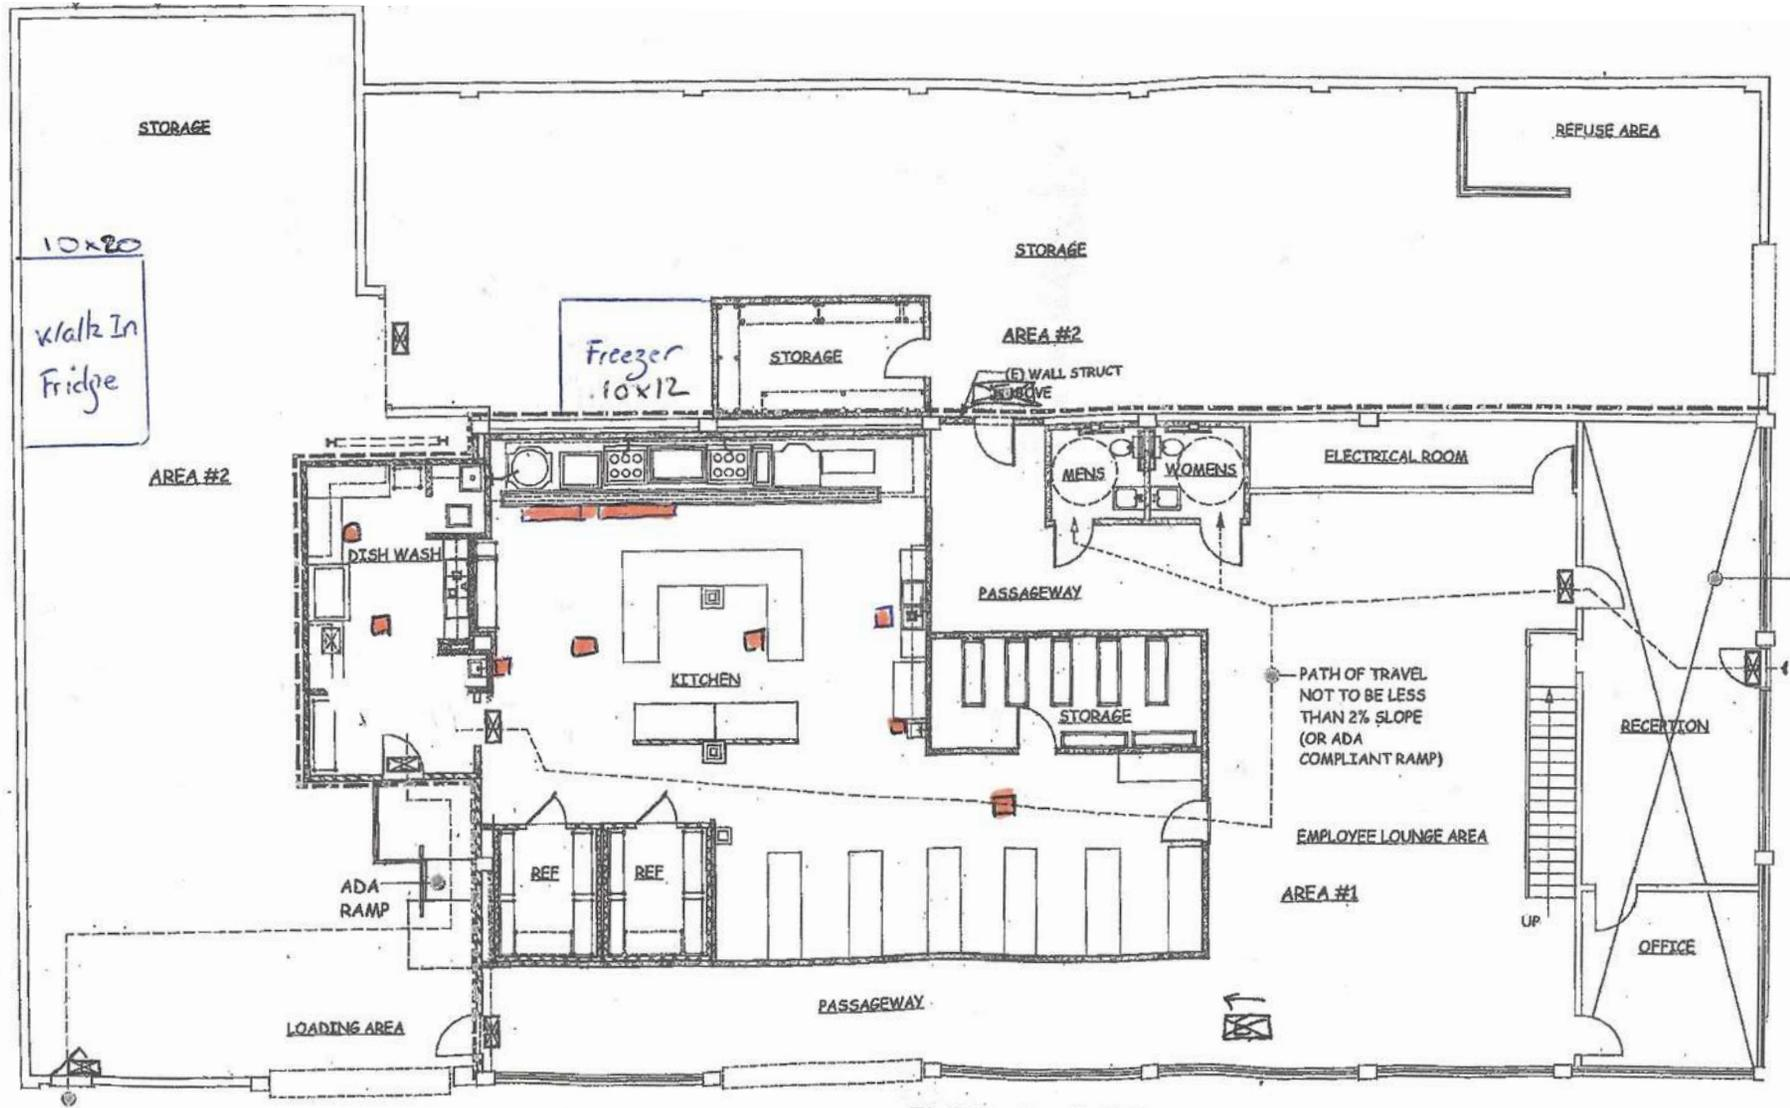 STORAGE
REFUSE AREA
10x20
STORAGE
Walk In
Fridge
Freezer
10x12
STORAGE
AREA #2
(E) WALL STRUCT
ABOVE
AREA #2
MENS
WOMENS
ELECTRICAL ROOM
DISH WASH
PASSAGEWAY
KITCHEN
STORAGE
PATH OF TRAVEL
NOT TO BE LESS
THAN 2% SLOPE
(OR ADA
COMPLIANT RAMP)
RECEPTION
EMPLOYEE LOUNGE AREA
REF
REF
ADA
RAMP
AREA #1
UP
OFFICE
PASSAGEWAY
LOADING AREA